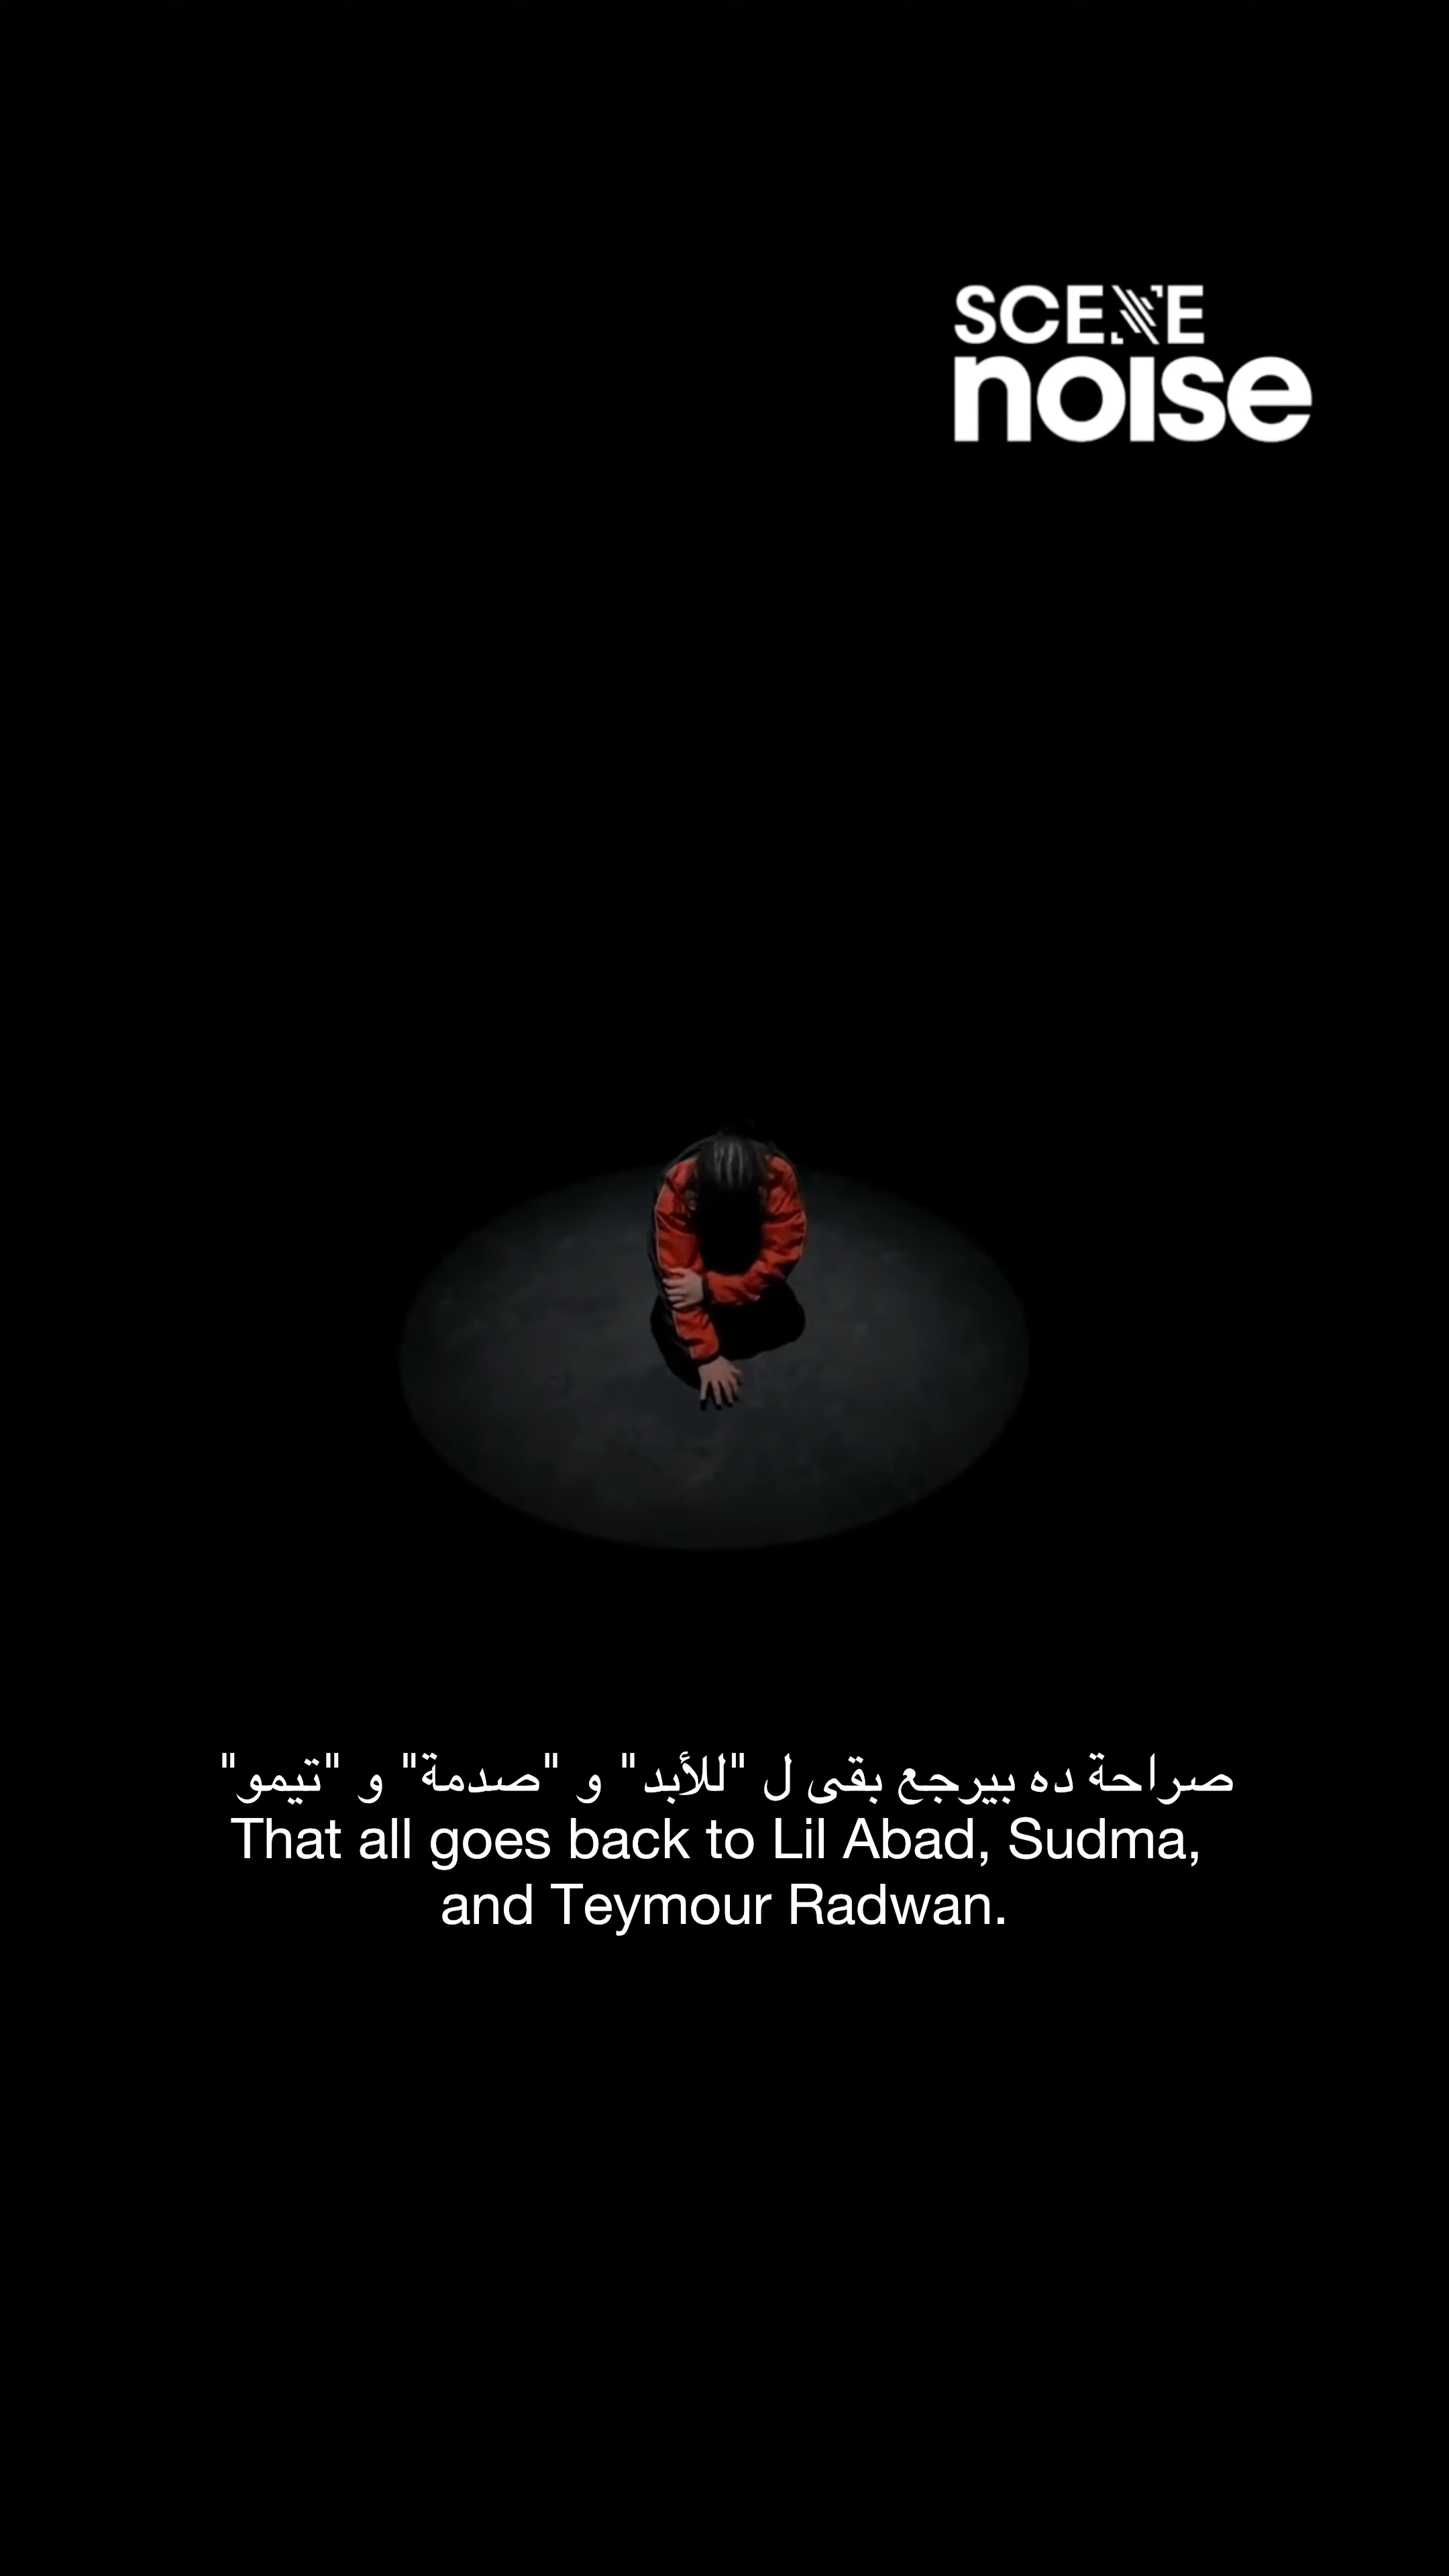 SCENE
noise
صراحة ده بيرجع بقى ل "للأبد" و "صدمة" و "تيمو"
That all goes back to Lil Abad, Sudma,
and Teymour Radwan.